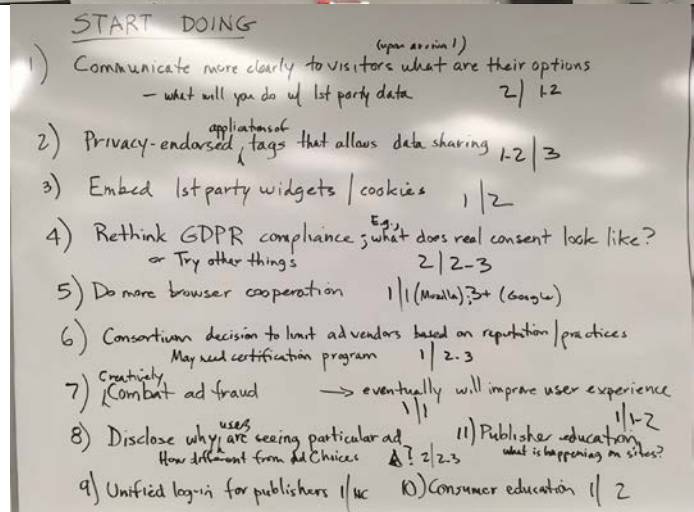 START DOING
(upon arrival)
1) Communicate more clearly to visitors what are their options
- what will you do w/ 1st party data 2| 1-2
applications of
2) Privacy-endorsed, tags that allows data sharing 1-2|3
3) Embed 1st party widgets / cookies 1|2
E.g.,
4) Rethink GDPR compliance; what does real consent look like?
or Try other things 2|2-3
5) Do more browser cooperation 1|1 (Mozilla); 3+ (Google)
6) Consortium decision to limit ad vendors based on reputation/practices
May need certification program 1|2-3
Creatively
7) Combat ad fraud → eventually will improve user experience
1|1
users
8) Disclose why, are seeing particular ad
How different from Ad Choices ? 2|2-3
11) Publisher education 1|1-2
what is happening on sites?
9) Unified log-in for publishers 1|
10) Consumer education 1|2